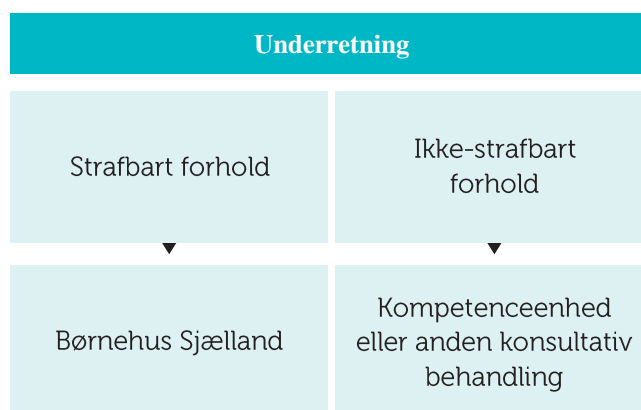 Underretning
Strafbart forhold
Ikke-strafbart
forhold
Børnehus Sjælland
Kompetenceenhed
eller anden konsultativ
behandling